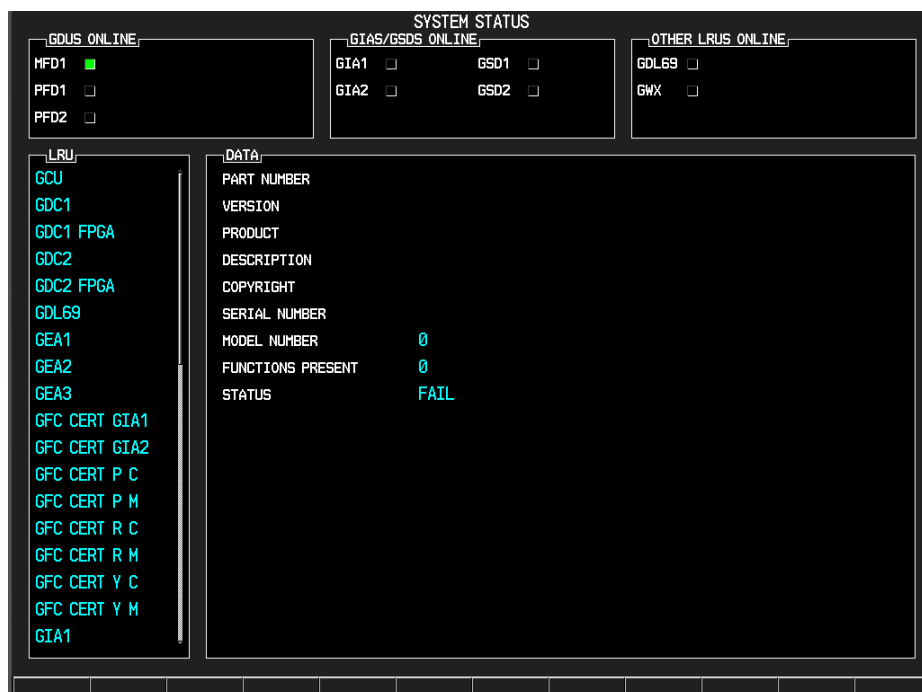 SYSTEM STATUS
GDUS ONLINE
MFD1
PFD1
PFD2
GIAS/GSDS ONLINE
GIA1 GSD1
GIA2 GSD2
OTHER LRUS ONLINE
GDL69
GWX
LRU
GCU
GDC1
GDC1 FPGA
GDC2
GDC2 FPGA
GDL69
GEA1
GEA2
GEA3
GFC CERT GIA1
GFC CERT GIA2
GFC CERT P C
GFC CERT P M
GFC CERT R C
GFC CERT R M
GFC CERT Y C
GFC CERT Y M
GIA1
DATA
PART NUMBER
VERSION
PRODUCT
DESCRIPTION
COPYRIGHT
SERIAL NUMBER
MODEL NUMBER 0
FUNCTIONS PRESENT 0
STATUS FAIL